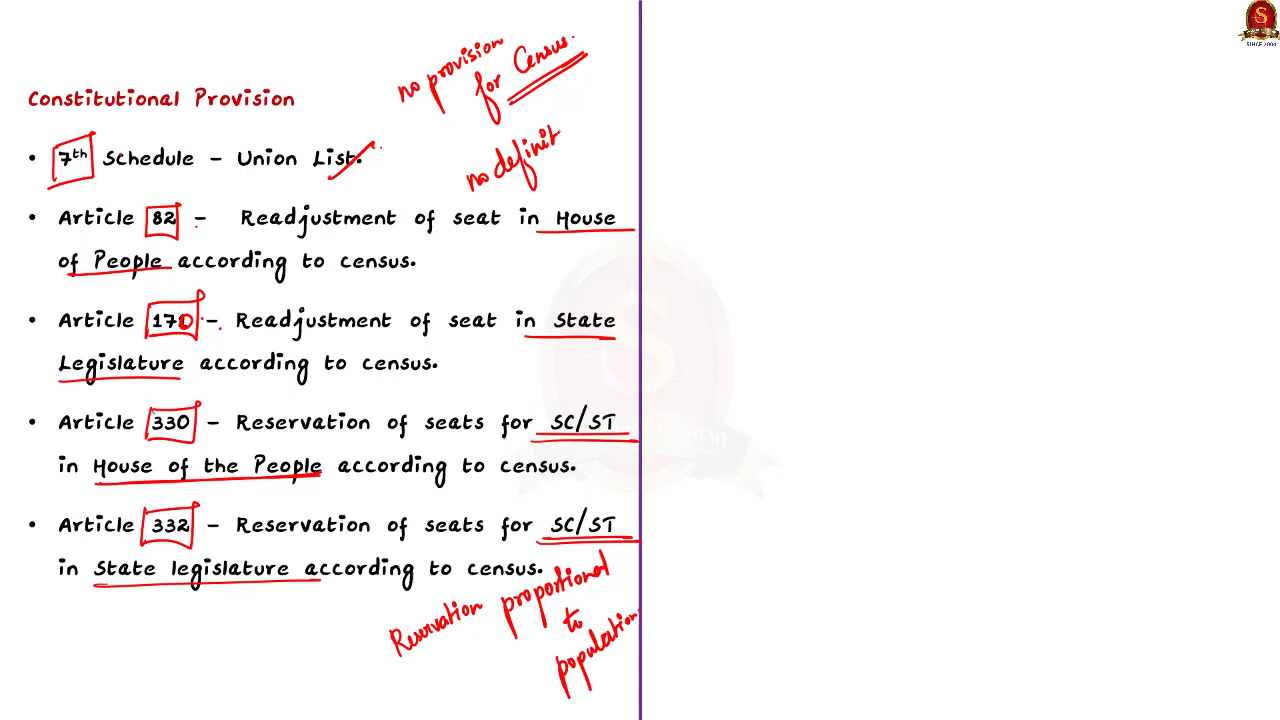 SINCE 2004
no provision
for Census.
Constitutional Provision
• 7th Schedule - Union List.
no definit
• Article 82 - Readjustment of seat in House
of People according to census.
• Article 170 - Readjustment of seat in State
Legislature according to census.
• Article 330 - Reservation of seats for SC/ST
in House of the People according to census.
• Article 332 - Reservation of seats for SC/ST
in State legislature according to census.
Reservation proportional
to
population